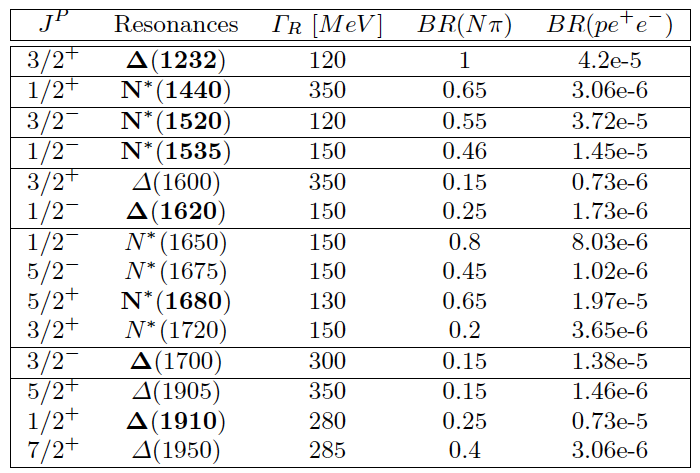 J^P Resonances Γ_R [MeV] BR(Nπ) BR(pe⁺e⁻)
3/2⁺ Δ(1232) 120 1 4.2e-5
1/2⁺ N*(1440) 350 0.65 3.06e-6
3/2⁻ N*(1520) 120 0.55 3.72e-5
1/2⁻ N*(1535) 150 0.46 1.45e-5
3/2⁺ Δ(1600) 350 0.15 0.73e-6
1/2⁻ Δ(1620) 150 0.25 1.73e-6
1/2⁻ N*(1650) 150 0.8 8.03e-6
5/2⁻ N*(1675) 150 0.45 1.02e-6
5/2⁺ N*(1680) 130 0.65 1.97e-5
3/2⁺ N*(1720) 150 0.2 3.65e-6
3/2⁻ Δ(1700) 300 0.15 1.38e-5
5/2⁺ Δ(1905) 350 0.15 1.46e-6
1/2⁺ Δ(1910) 280 0.25 0.73e-5
7/2⁺ Δ(1950) 285 0.4 3.06e-6